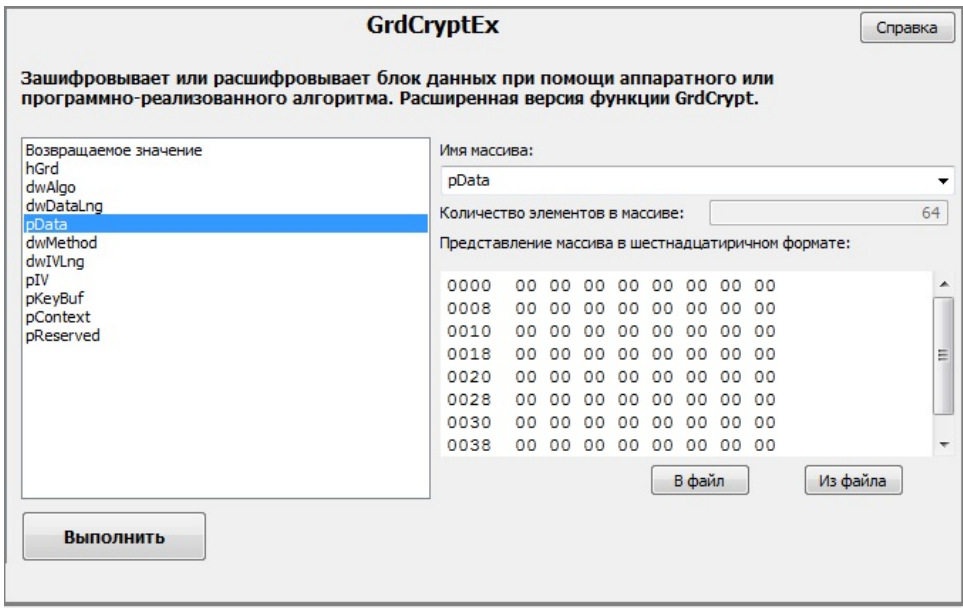 GrdCryptEx
Справка
Зашифровывает или расшифровывает блок данных при помощи аппаратного или
программно-реализованного алгоритма. Расширенная версия функции GrdCrypt.
Возвращаемое значение
hGrd
dwAlgo
dwDataLng
pData
dwMethod
dwIVLng
pIV
pKeyBuf
pContext
pReserved
Имя массива:
pData
Количество элементов в массиве: 64
Представление массива в шестнадцатиричном формате:
0000 00 00 00 00 00 00 00 00
0008 00 00 00 00 00 00 00 00
0010 00 00 00 00 00 00 00 00
0018 00 00 00 00 00 00 00 00
0020 00 00 00 00 00 00 00 00
0028 00 00 00 00 00 00 00 00
0030 00 00 00 00 00 00 00 00
0038 00 00 00 00 00 00 00 00
В файл Из файла
Выполнить